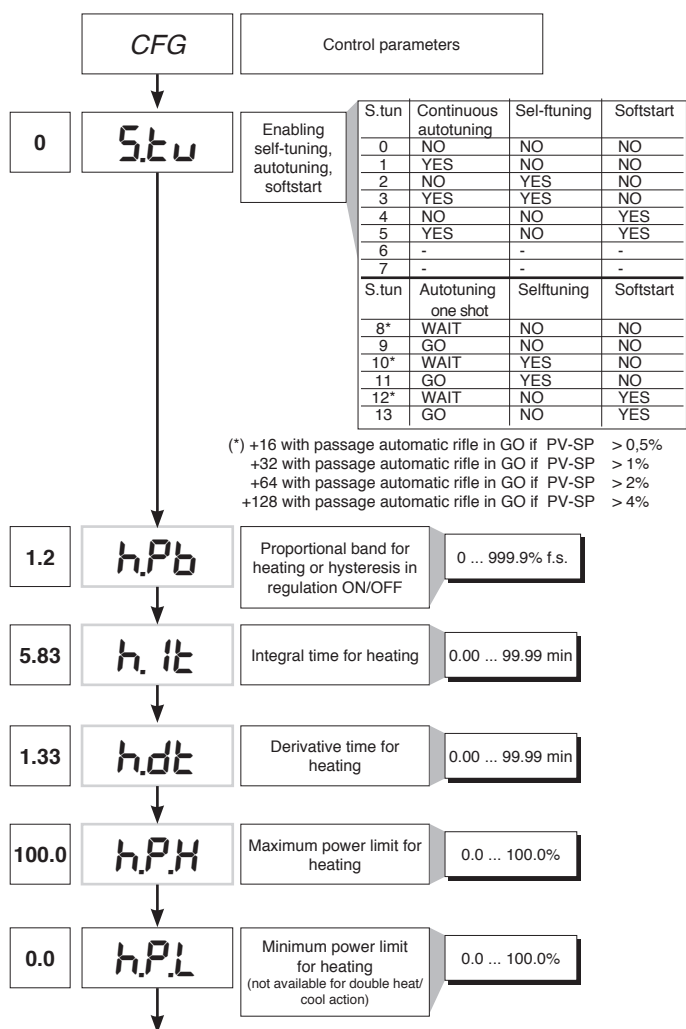 CFG
Control parameters
0
S.tu
Enabling
self-tuning,
autotuning,
softstart
S.tun Continuous autotuning Sel-ftuning Softstart
0 NO NO NO
1 YES NO NO
2 NO YES NO
3 YES YES NO
4 NO NO YES
5 YES NO YES
6 - - -
7 - - -
S.tun Autotuning one shot Selftuning Softstart
8* WAIT NO NO
9 GO NO NO
10* WAIT YES NO
11 GO YES NO
12* WAIT NO YES
13 GO NO YES
(*) +16 with passage automatic rifle in GO if PV-SP > 0,5%
+32 with passage automatic rifle in GO if PV-SP > 1%
+64 with passage automatic rifle in GO if PV-SP > 2%
+128 with passage automatic rifle in GO if PV-SP > 4%
1.2
h.Pb
Proportional band for
heating or hysteresis in
regulation ON/OFF
0 ... 999.9% f.s.
5.83
h. It
Integral time for heating
0.00 ... 99.99 min
1.33
h.dt
Derivative time for
heating
0.00 ... 99.99 min
100.0
h.P.H
Maximum power limit for
heating
0.0 ... 100.0%
0.0
h.P.L
Minimum power limit
for heating
(not available for double heat/
cool action)
0.0 ... 100.0%